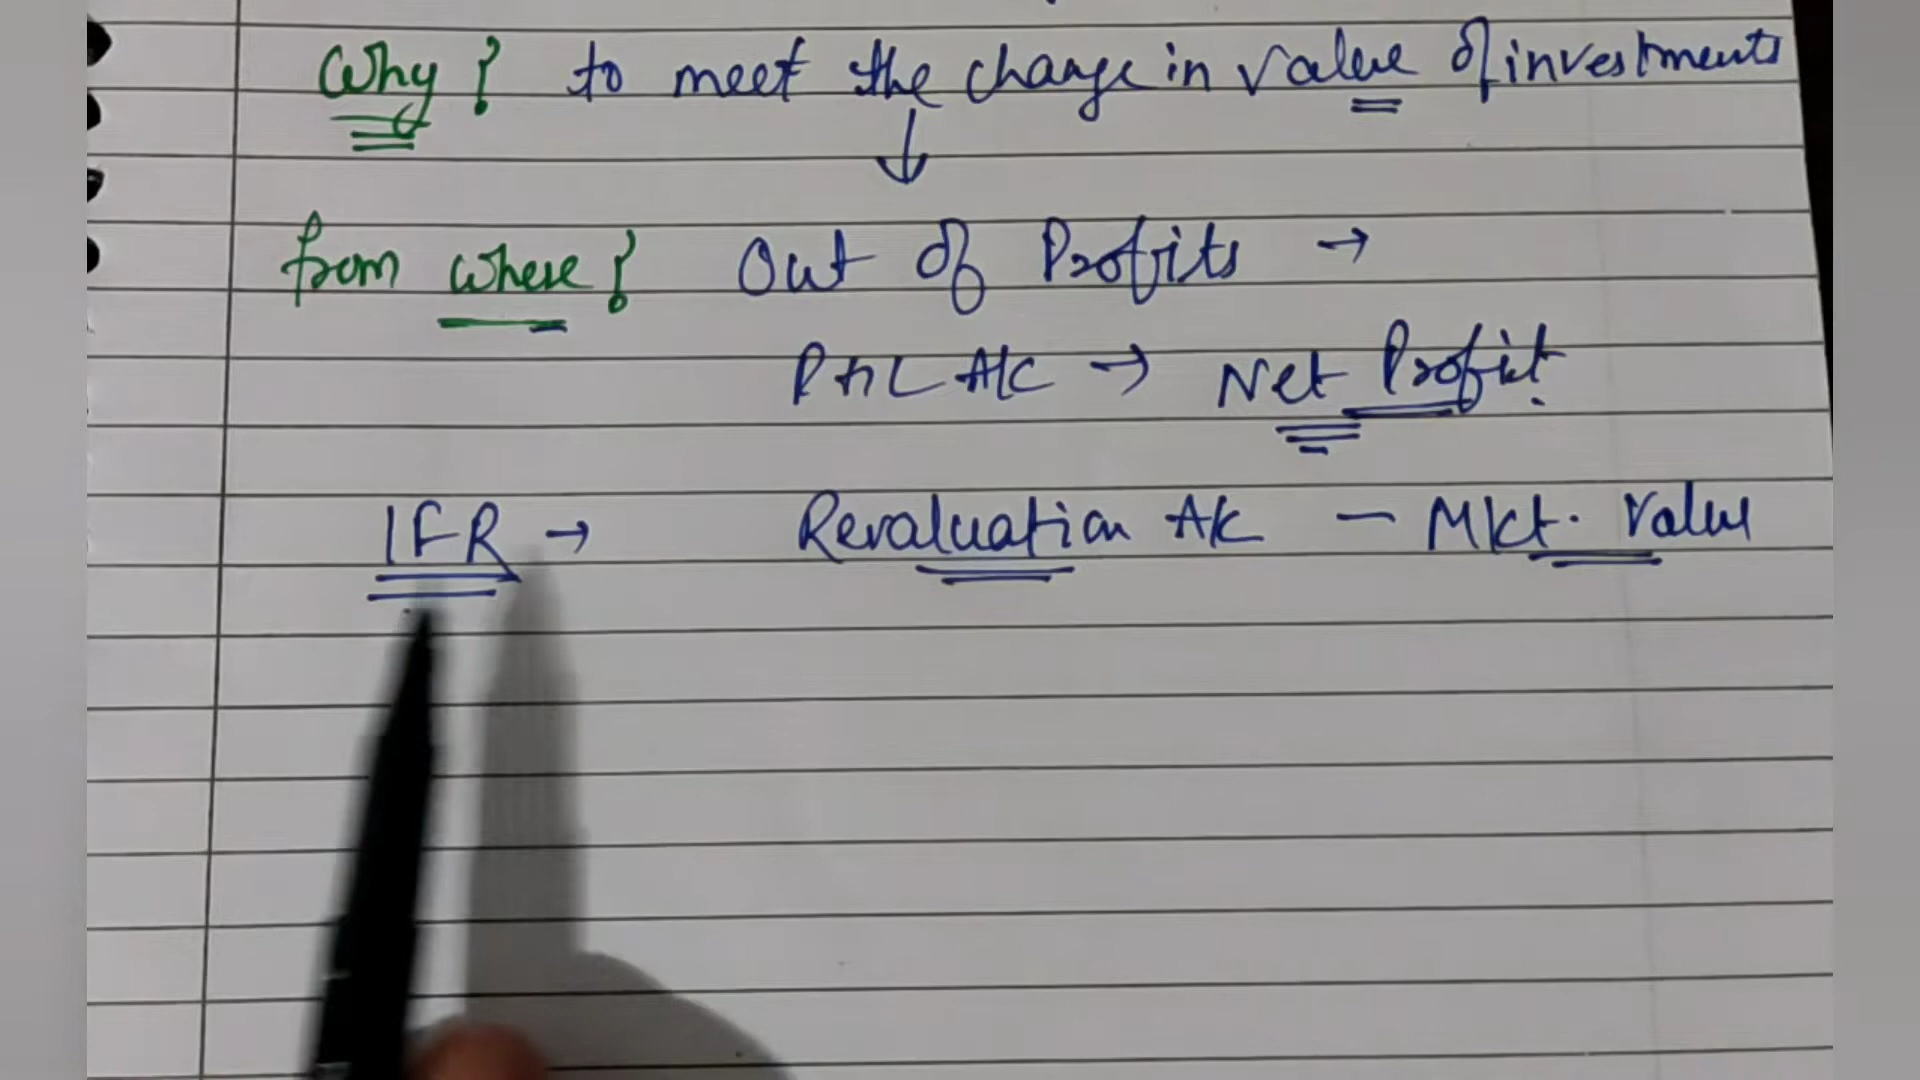 Why? to meet the change in value of investments
↓
from where? Out of Profits →
P & L A/c → Net Profit.
IFR → Revaluation A/c — Mkt. Value